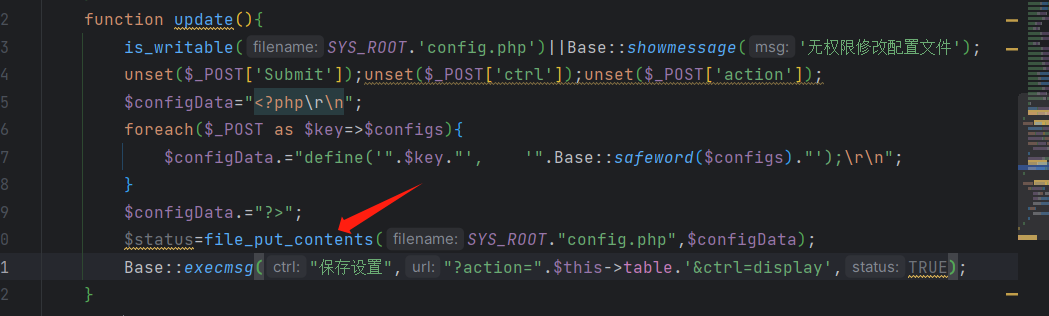 2 function update(){
3 is_writable( filename: SYS_ROOT.'config.php')||Base::showmessage( msg: '无权限修改配置文件');
4 unset($_POST['Submit']);unset($_POST['ctrl']);unset($_POST['action']);
5 $configData="<?php\r\n";
6 foreach($_POST as $key=>$configs){
7 $configData.="define('".$key."', '".Base::safeword($configs)."');\r\n";
8 }
9 $configData.="?>";
0 $status=file_put_contents( filename: SYS_ROOT."config.php",$configData);
1 Base::execmsg( ctrl: "保存设置", url: "?action=".$this->table.'&ctrl=display', status: TRUE);
2 }